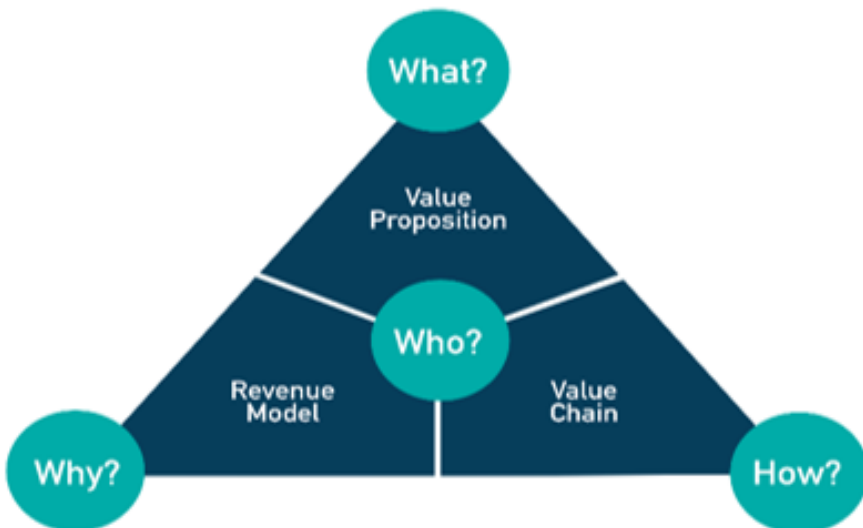 What?
Value
Proposition
Who?
Revenue
Model
Value
Chain
Why?
How?